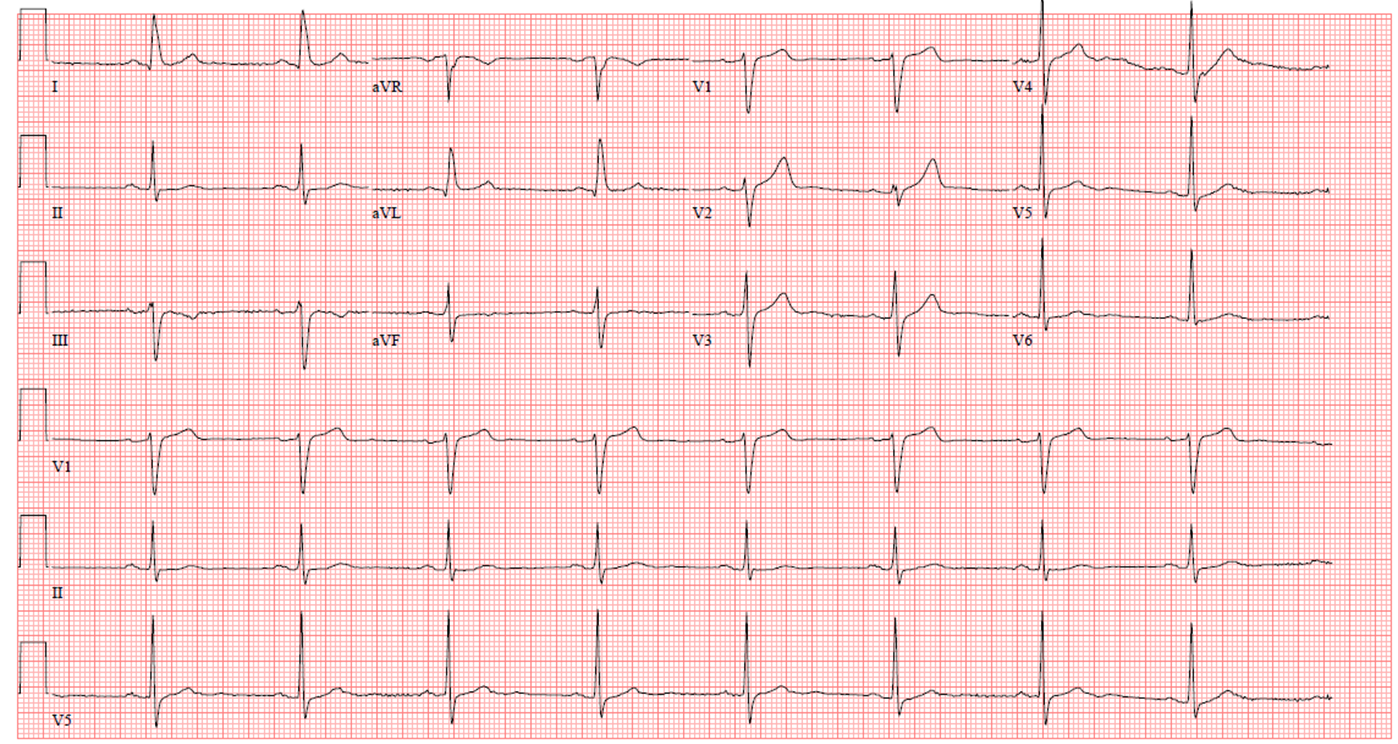 I aVR V1 V4
II aVL V2 V5
III aVF V3 V6
V1
II
V5